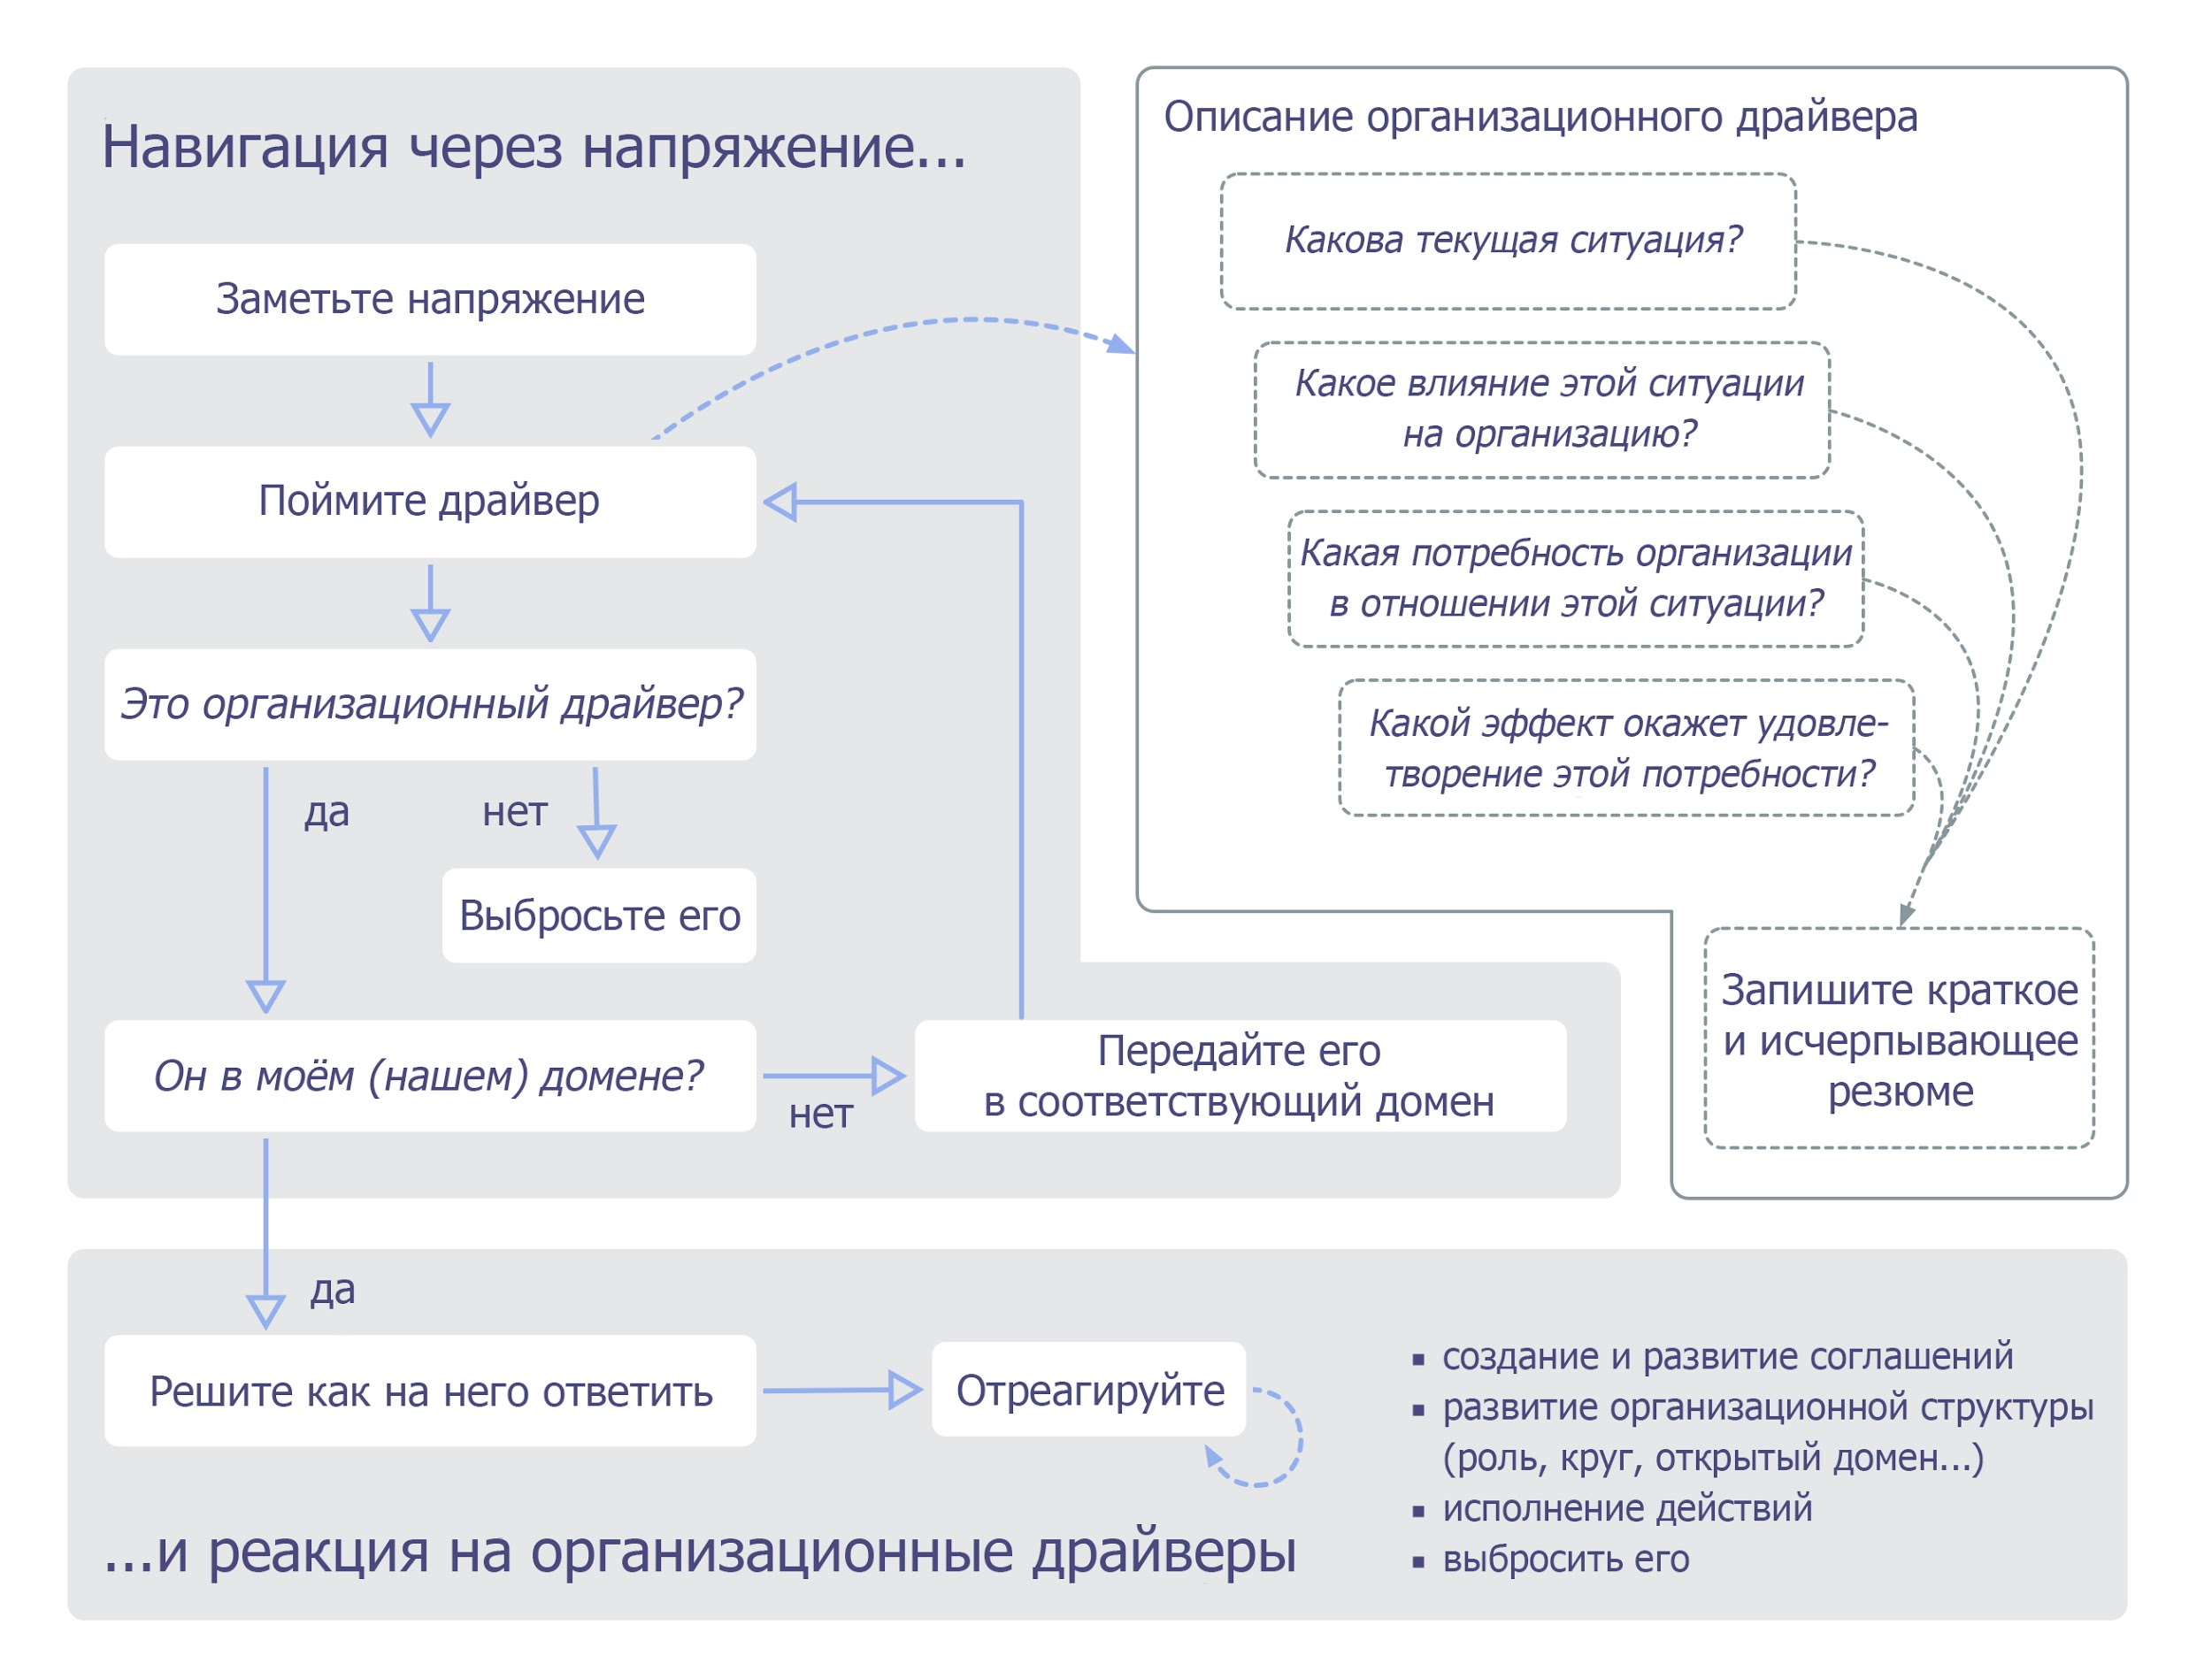 Навигация через напряжение...
Заметьте напряжение
Поймите драйвер
Это организационный драйвер?
да
нет
Выбросьте его
Он в моём (нашем) домене?
нет
Передайте его
в соответствующий домен
Описание организационного драйвера
Какова текущая ситуация?
Какое влияние этой ситуации
на организацию?
Какая потребность организации
в отношении этой ситуации?
Какой эффект окажет удовле-
творение этой потребности?
Запишите краткое
и исчерпывающее
резюме
да
Решите как на него ответить
Отреагируйте
...и реакция на организационные драйверы
▪ создание и развитие соглашений
▪ развитие организационной структуры
(роль, круг, открытый домен...)
▪ исполнение действий
▪ выбросить его